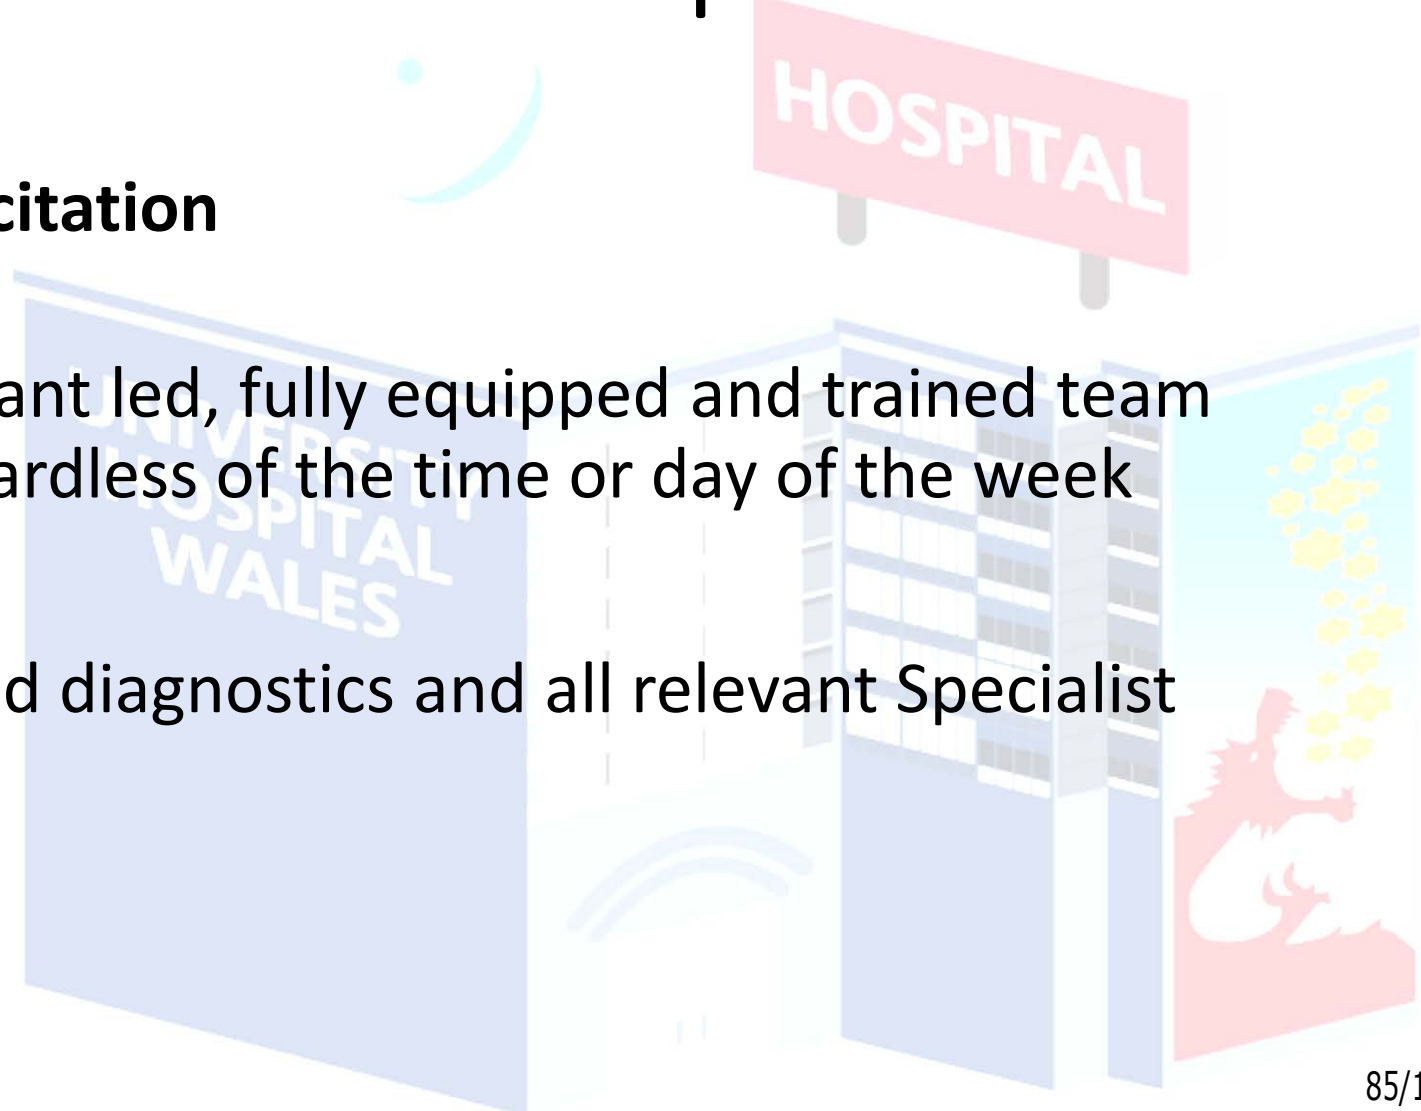 HOSPITAL
citation
ant led, fully equipped and trained team
ardless of the time or day of the week
UNIVERSITY
HOSPITAL
WALES
d diagnostics and all relevant Specialist
85/1